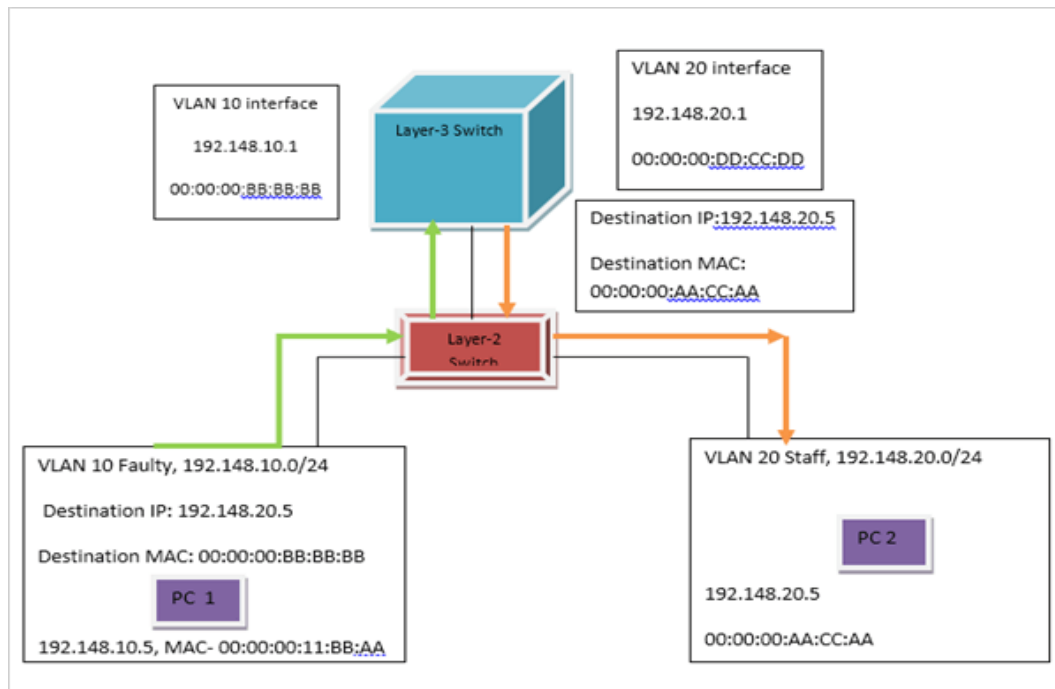 VLAN 10 interface
192.148.10.1
00:00:00:BB:BB:BB
Layer-3 Switch
VLAN 20 interface
192.148.20.1
00:00:00:DD:CC:DD
Destination IP:192.148.20.5
Destination MAC:
00:00:00:AA:CC:AA
Layer-2
Switch
VLAN 10 Faulty, 192.148.10.0/24
Destination IP: 192.148.20.5
Destination MAC: 00:00:00:BB:BB:BB
PC 1
192.148.10.5, MAC- 00:00:00:11:BB:AA
VLAN 20 Staff, 192.148.20.0/24
PC 2
192.148.20.5
00:00:00:AA:CC:AA